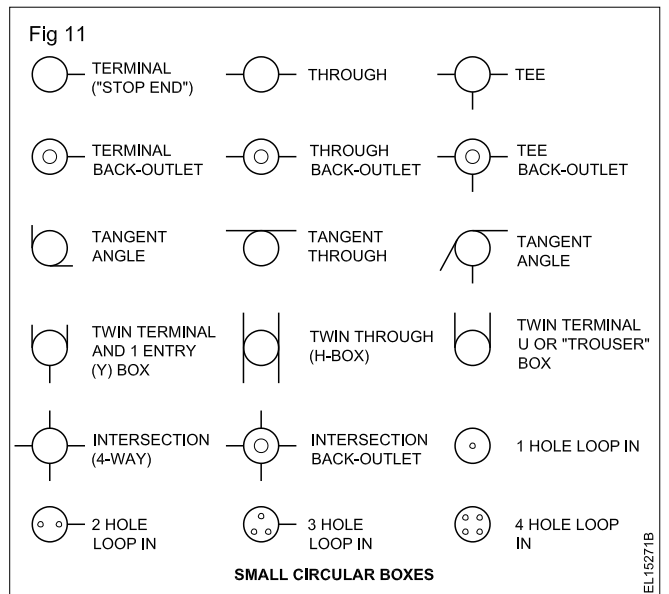 Fig 11
TERMINAL
("STOP END")
THROUGH
TEE
TERMINAL
BACK-OUTLET
THROUGH
BACK-OUTLET
TEE
BACK-OUTLET
TANGENT
ANGLE
TANGENT
THROUGH
TANGENT
ANGLE
TWIN TERMINAL
AND 1 ENTRY
(Y) BOX
TWIN THROUGH
(H-BOX)
TWIN TERMINAL
U OR "TROUSER"
BOX
INTERSECTION
(4-WAY)
INTERSECTION
BACK-OUTLET
1 HOLE LOOP IN
2 HOLE
LOOP IN
3 HOLE
LOOP IN
4 HOLE LOOP
IN
SMALL CIRCULAR BOXES
EL15271B